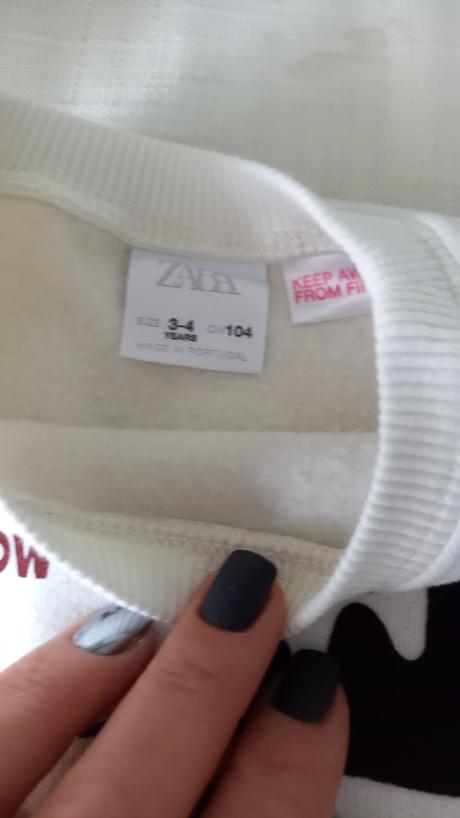 ZARA
SIZE 3-4 CM 104
YEARS
MADE IN PORTUGAL
KEEP AW
FROM FI
OW